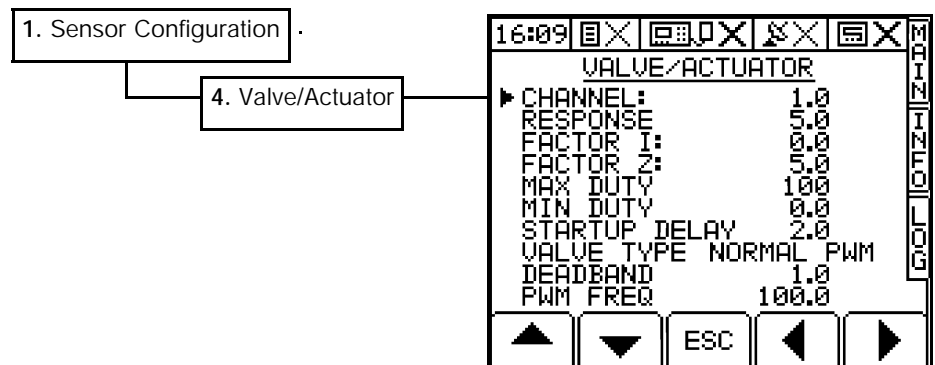 1. Sensor Configuration .
4. Valve/Actuator
16:09
VALVE/ACTUATOR
CHANNEL: 1.0
RESPONSE 5.0
FACTOR I: 0.0
FACTOR Z: 5.0
MAX DUTY 100
MIN DUTY 0.0
STARTUP DELAY 2.0
VALVE TYPE NORMAL PWM
DEADBAND 1.0
PWM FREQ 100.0
MAIN
INFO
LOG
ESC